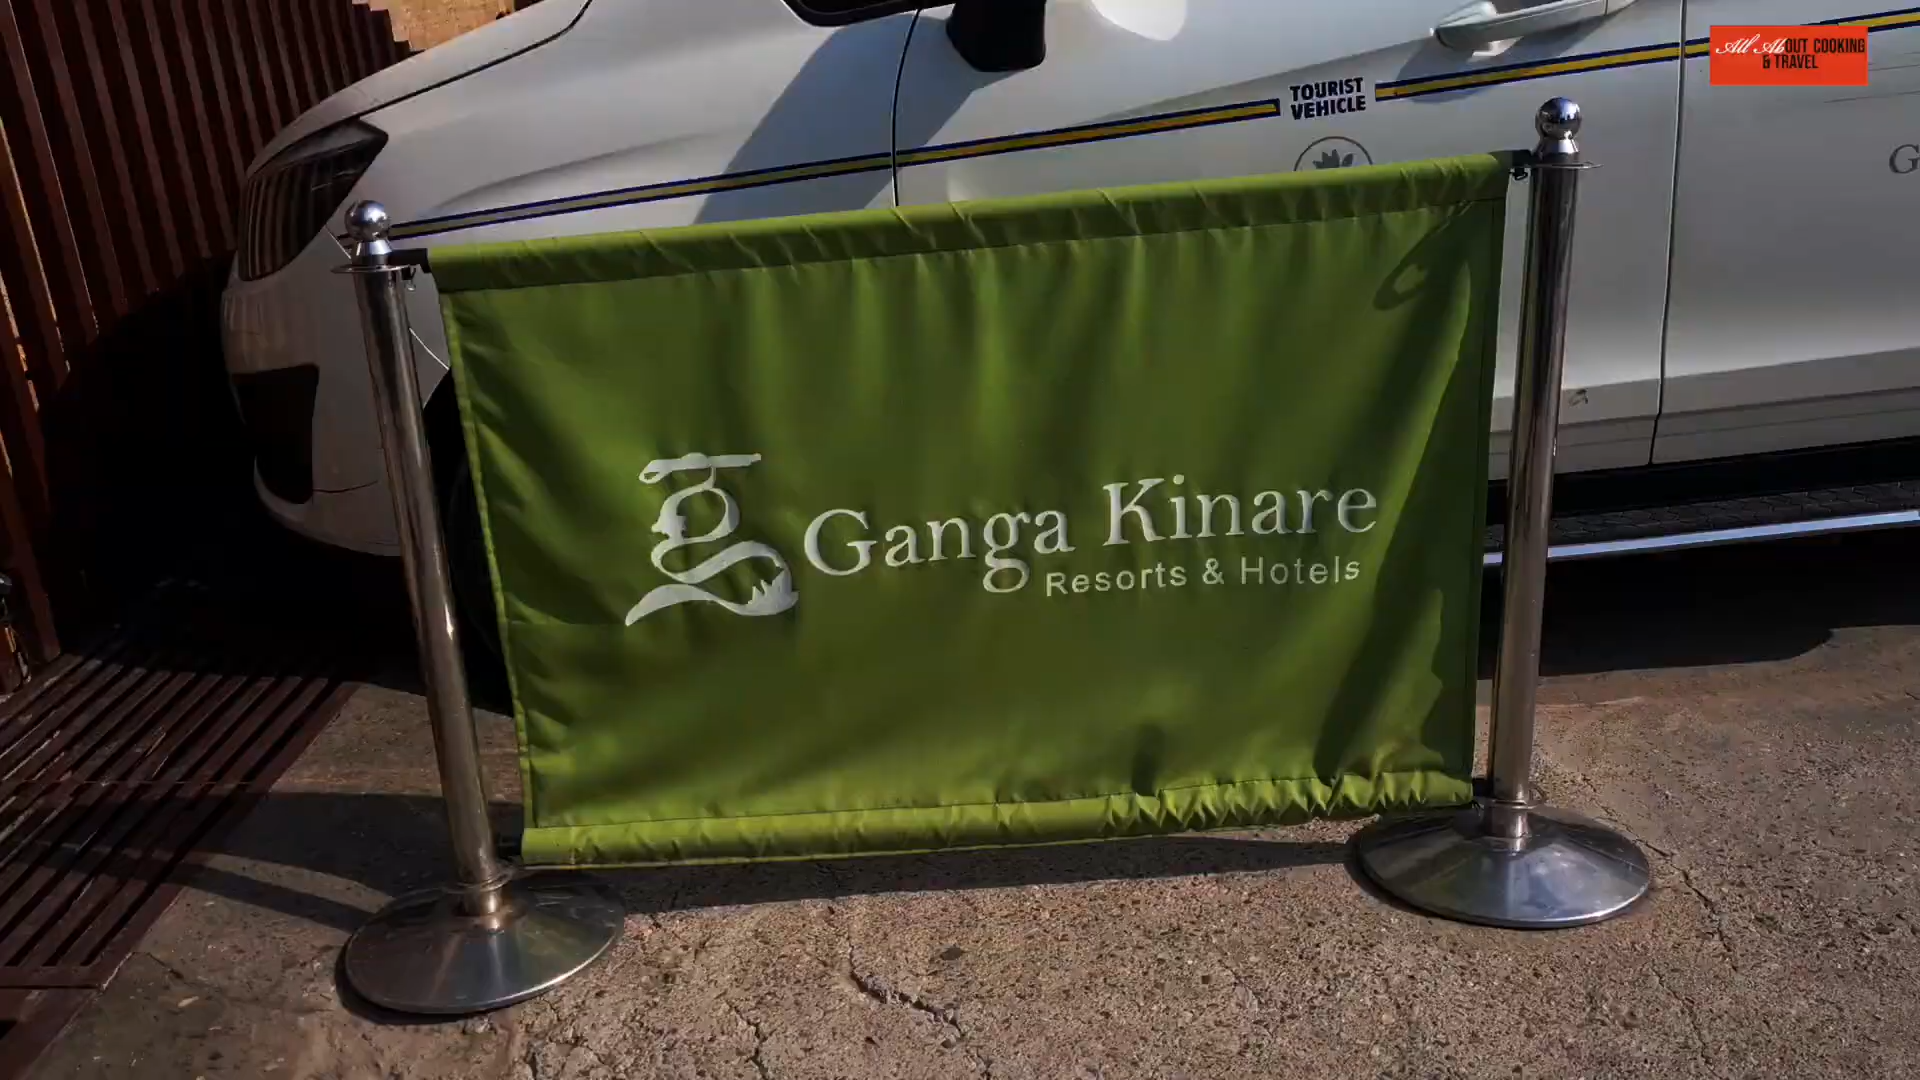 All About COOKING
& TRAVEL
TOURIST
VEHICLE
Ganga Kinare
Resorts & Hotels
G